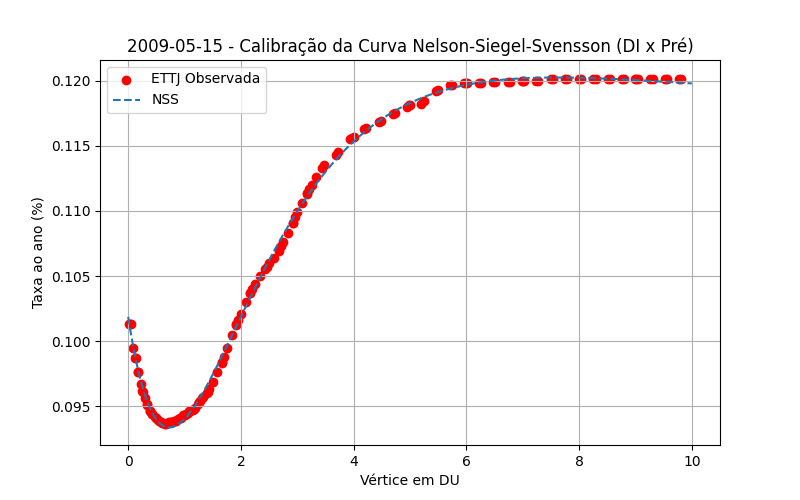 2009-05-15 - Calibração da Curva Nelson-Siegel-Svensson (DI x Pré)
ETTJ Observada
NSS
Taxa ao ano (%)
0.120
0.115
0.110
0.105
0.100
0.095
0 2 4 6 8 10
Vértice em DU